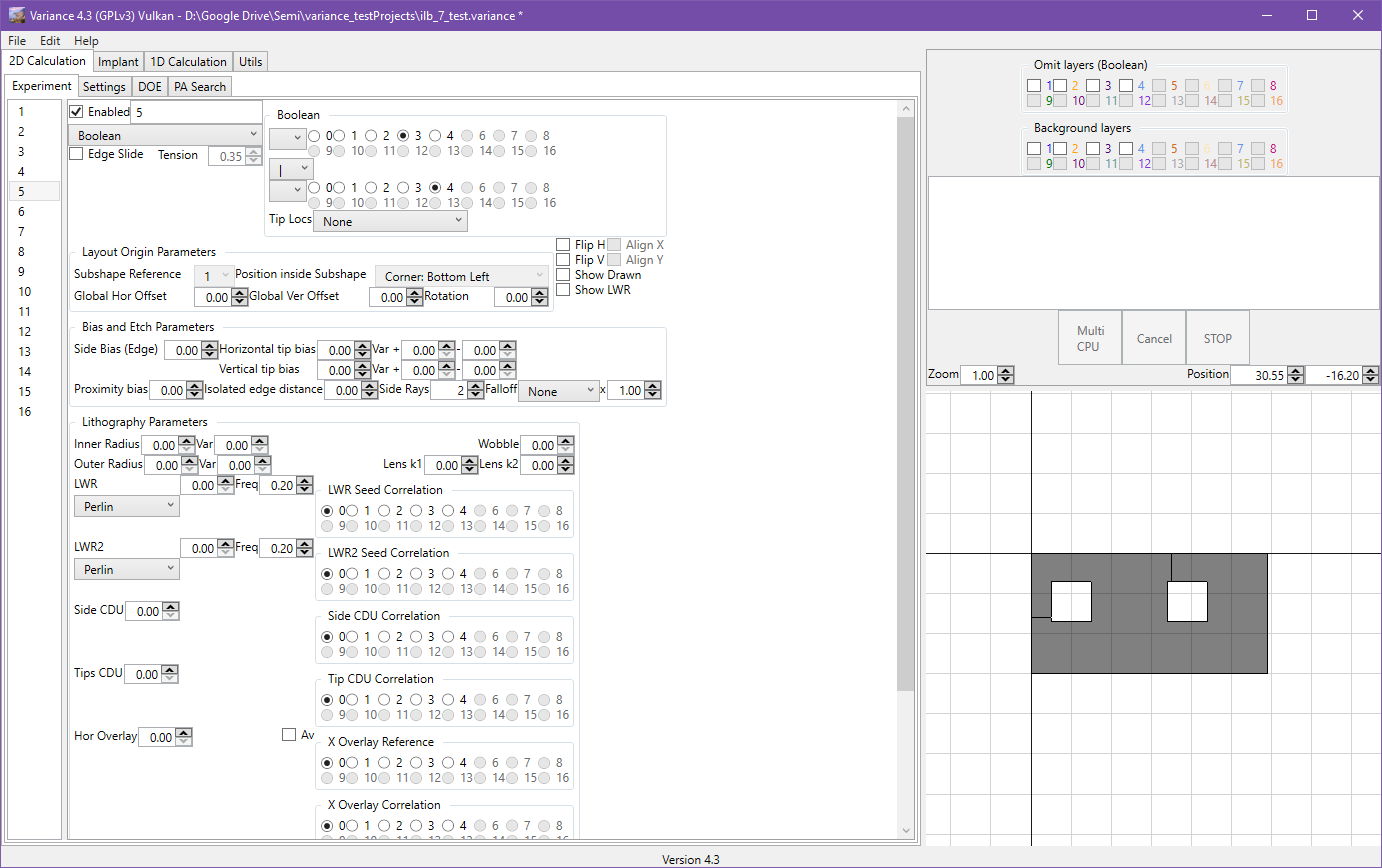 Variance 4.3 (GPLv3) Vulkan - D:\Google Drive\Semi\variance_testProjects\ilb_7_test.variance *
File Edit Help
2D Calculation Implant 1D Calculation Utils
Experiment Settings DOE PA Search
1
2
3
4
5
6
7
8
9
10
11
12
13
14
15
16
Enabled 5
Boolean
Edge Slide Tension 0.35
Boolean
0 1 2 3 4 6 7 8
9 10 11 12 13 14 15 16
|
0 1 2 3 4 6 7 8
9 10 11 12 13 14 15 16
Tip Locs None
Layout Origin Parameters
Subshape Reference 1 Position inside Subshape Corner: Bottom Left
Global Hor Offset 0.00 Global Ver Offset 0.00 Rotation 0.00
Flip H Align X
Flip V Align Y
Show Drawn
Show LWR
Bias and Etch Parameters
Side Bias (Edge) 0.00 Horizontal tip bias 0.00 Var + 0.00 - 0.00
Vertical tip bias 0.00 Var + 0.00 - 0.00
Proximity bias 0.00 Isolated edge distance 0.00 Side Rays 2 Falloff None x 1.00
Lithography Parameters
Inner Radius 0.00 Var 0.00 Wobble 0.00
Outer Radius 0.00 Var 0.00 Lens k1 0.00 Lens k2 0.00
LWR 0.00 Freq 0.20
Perlin
LWR Seed Correlation
0 1 2 3 4 6 7 8
9 10 11 12 13 14 15 16
LWR2 0.00 Freq 0.20
Perlin
LWR2 Seed Correlation
0 1 2 3 4 6 7 8
9 10 11 12 13 14 15 16
Side CDU 0.00
Side CDU Correlation
0 1 2 3 4 6 7 8
9 10 11 12 13 14 15 16
Tips CDU 0.00
Tip CDU Correlation
0 1 2 3 4 6 7 8
9 10 11 12 13 14 15 16
Hor Overlay 0.00 Av
X Overlay Reference
0 1 2 3 4 6 7 8
9 10 11 12 13 14 15 16
X Overlay Correlation
0 1 2 3 4 6 7 8
Omit layers (Boolean)
1 2 3 4 5 6 7 8
9 10 11 12 13 14 15 16
Background layers
1 2 3 4 5 6 7 8
9 10 11 12 13 14 15 16
Multi
CPU
Cancel
STOP
Zoom 1.00 Position 30.55 -16.20
Version 4.3